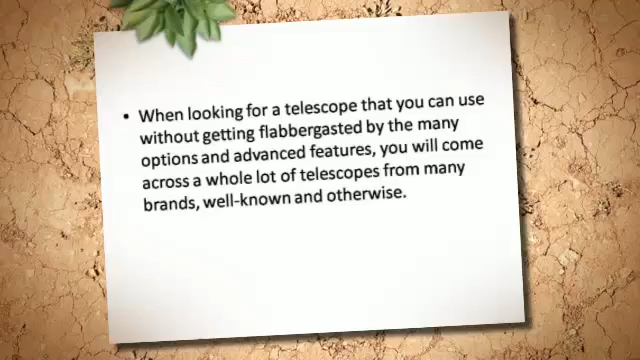 • When looking for a telescope that you can use
without getting flabbergasted by the many
options and advanced features, you will come
across a whole lot of telescopes from many
brands, well-known and otherwise.